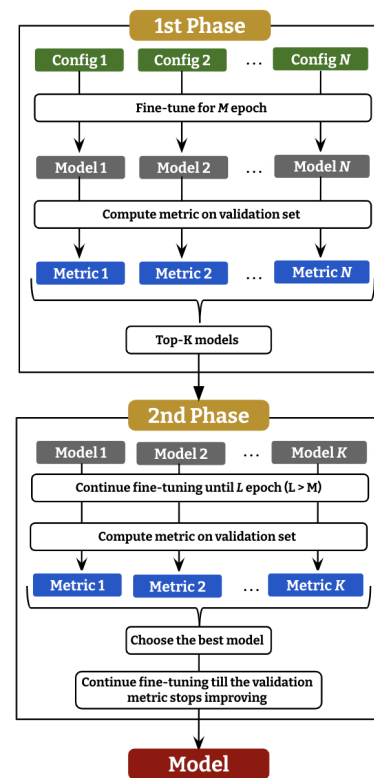 1st Phase
Config 1 Config 2 ... Config N
Fine-tune for M epoch
Model 1 Model 2 ... Model N
Compute metric on validation set
Metric 1 Metric 2 ... Metric N
Top-K models
2nd Phase
Model 1 Model 2 ... Model K
Continue fine-tuning until L epoch (L > M)
Compute metric on validation set
Metric 1 Metric 2 ... Metric K
Choose the best model
Continue fine-tuning till the validation
metric stops improving
Model